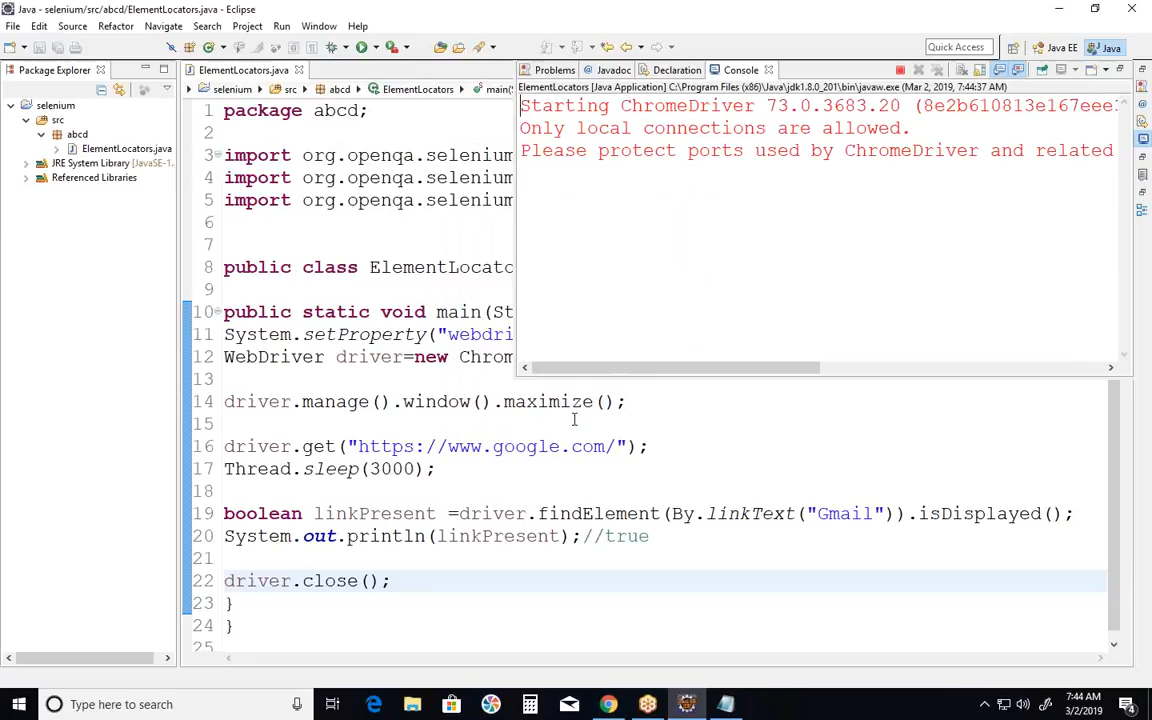 Java - selenium/src/abcd/ElementLocators.java - Eclipse
File Edit Source Refactor Navigate Search Project Run Window Help
Quick Access Java EE Java
Package Explorer
selenium
src
abcd
ElementLocators.java
JRE System Library [JavaSE-1
Referenced Libraries
ElementLocators.java
selenium src abcd ElementLocators main(S
1 package abcd;
2
3 import org.openqa.selenium
4 import org.openqa.selenium
5 import org.openqa.selenium
6
7
8 public class ElementLocato
9
10 public static void main(St
11 System.setProperty("webdri
12 WebDriver driver=new Chrom
13
14 driver.manage().window().maximize();
15
16 driver.get("https://www.google.com/");
17 Thread.sleep(3000);
18
19 boolean linkPresent =driver.findElement(By.linkText("Gmail")).isDisplayed();
20 System.out.println(linkPresent);//true
21
22 driver.close();
23 }
24 }
25
Problems Javadoc Declaration Console
ElementLocators [Java Application] C:\Program Files (x86)\Java\jdk1.8.0_201\bin\javaw.exe (Mar 2, 2019, 7:44:37 AM)
Starting ChromeDriver 73.0.3683.20 (8e2b610813e167eee3
Only local connections are allowed.
Please protect ports used by ChromeDriver and related
Type here to search
7:44 AM
3/2/2019
4